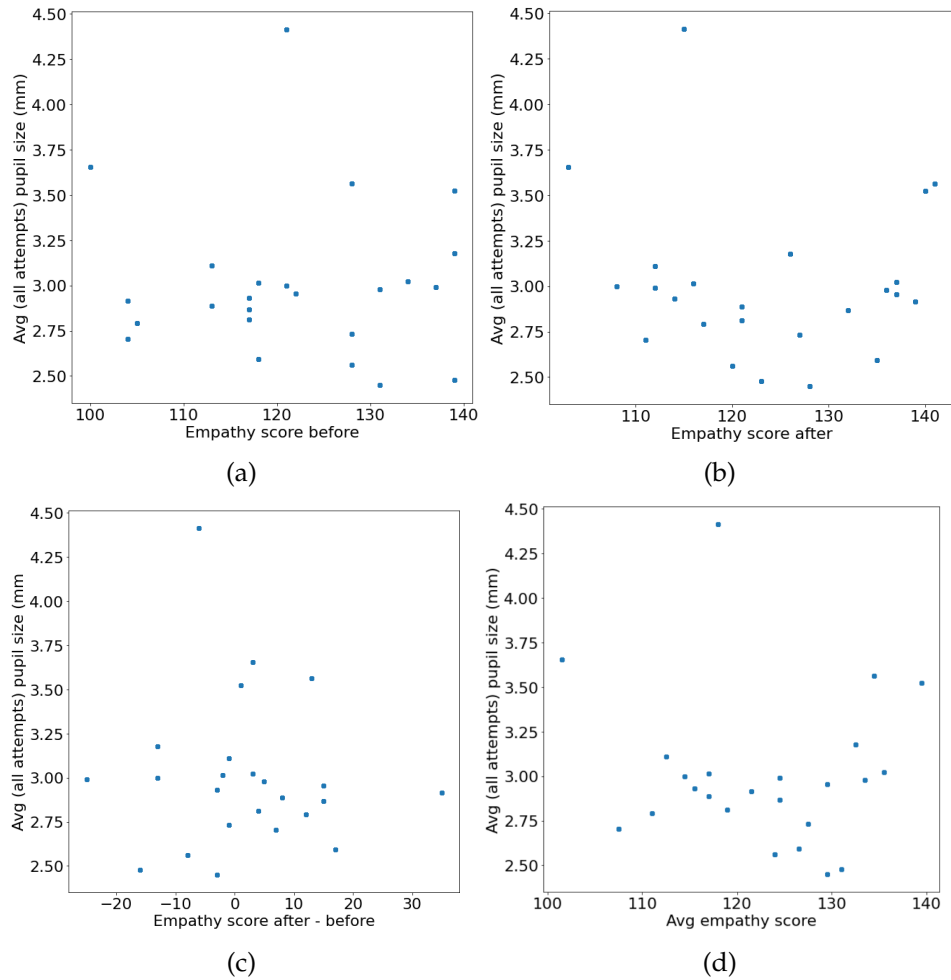 4.50
4.25
4.00
3.75
3.50
3.25
3.00
2.75
2.50
Avg (all attempts) pupil size (mm)
100 110 120 130 140
Empathy score before
(a)
4.50
4.25
4.00
3.75
3.50
3.25
3.00
2.75
2.50
Avg (all attempts) pupil size (mm)
110 120 130 140
Empathy score after
(b)
4.50
4.25
4.00
3.75
3.50
3.25
3.00
2.75
2.50
Avg (all attempts) pupil size (mm
−20 −10 0 10 20 30
Empathy score after - before
(c)
4.50
4.25
4.00
3.75
3.50
3.25
3.00
2.75
2.50
Avg (all attempts) pupil size (mm)
100 110 120 130 140
Avg empathy score
(d)